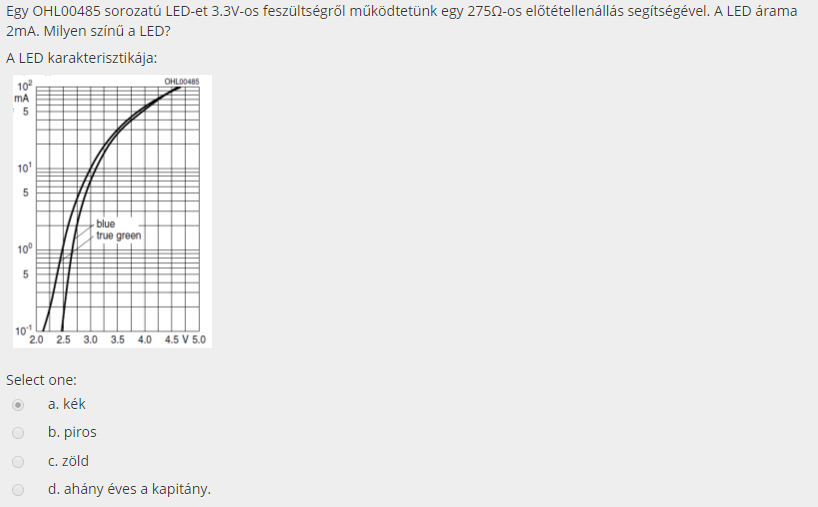 Egy OHL00485 sorozatú LED-et 3.3V-os feszültségről működtetünk egy 275Ω-os előtétellenállás segítségével. A LED árama
2mA. Milyen színű a LED?
A LED karakterisztikája:
OHL00485
10²
mA
5
10¹
5
blue
true green
10⁰
5
10⁻¹
2.0 2.5 3.0 3.5 4.0 4.5 V 5.0
Select one:
a. kék
b. piros
c. zöld
d. ahány éves a kapitány.